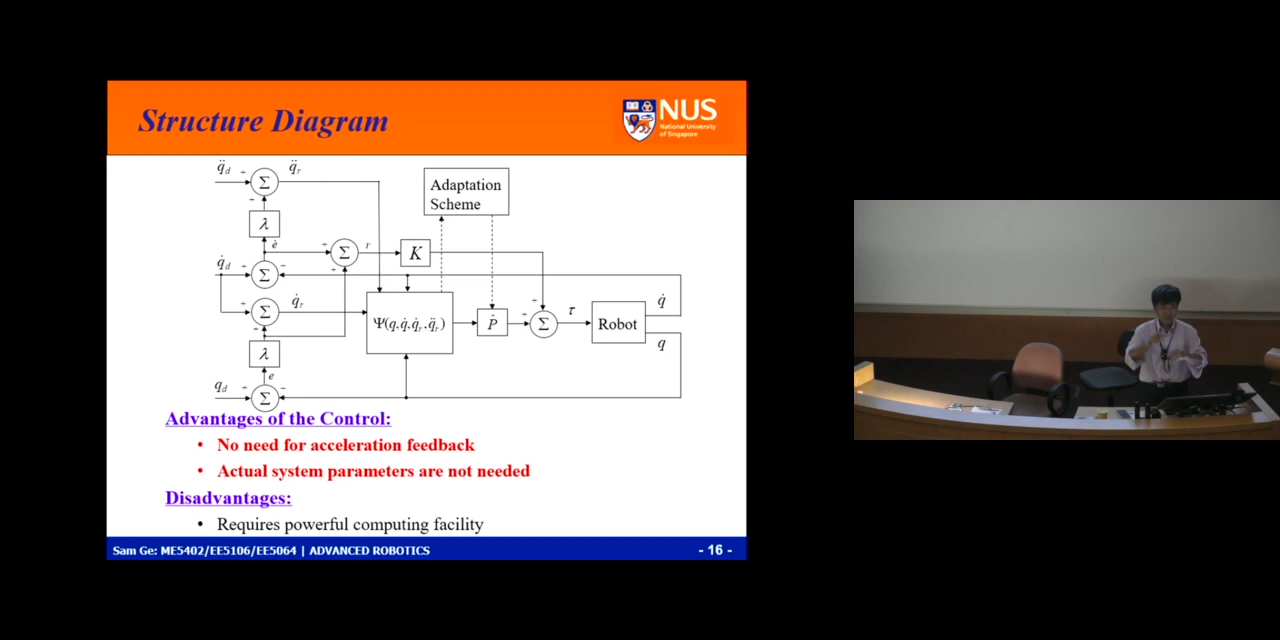 Structure Diagram
NUS
National University
of Singapore
q̈d + Σ q̈r
+
λ
ė
+ Σ r K
+
q̇d + Σ −
+ Σ q̇r
+
λ
e
qd + Σ −
Adaptation
Scheme
Ψ(q.q̇.q̇r.q̈r)
P̂
+
+ Σ τ
Robot
q̇
q
Advantages of the Control:
• No need for acceleration feedback
• Actual system parameters are not needed
Disadvantages:
• Requires powerful computing facility
Sam Ge: ME5402/EE5106/EE5064 | ADVANCED ROBOTICS
- 16 -